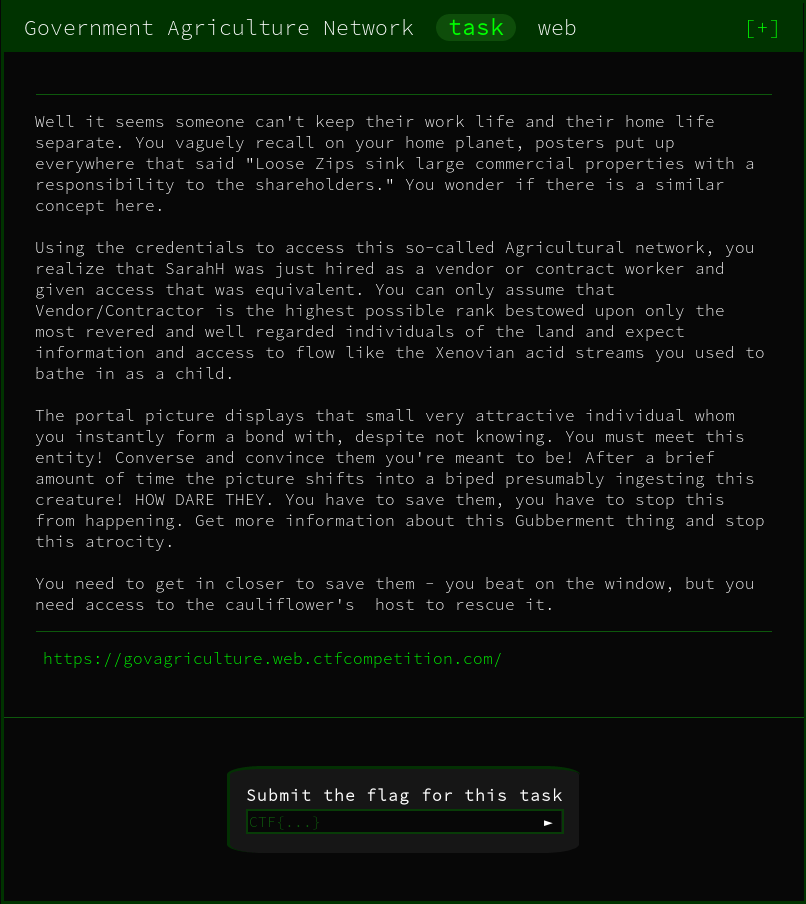 Government Agriculture Network task web [+]
Well it seems someone can't keep their work life and their home life
separate. You vaguely recall on your home planet, posters put up
everywhere that said "Loose Zips sink large commercial properties with a
responsibility to the shareholders." You wonder if there is a similar
concept here.
Using the credentials to access this so-called Agricultural network, you
realize that SarahH was just hired as a vendor or contract worker and
given access that was equivalent. You can only assume that
Vendor/Contractor is the highest possible rank bestowed upon only the
most revered and well regarded individuals of the land and expect
information and access to flow like the Xenovian acid streams you used to
bathe in as a child.
The portal picture displays that small very attractive individual whom
you instantly form a bond with, despite not knowing. You must meet this
entity! Converse and convince them you're meant to be! After a brief
amount of time the picture shifts into a biped presumably ingesting this
creature! HOW DARE THEY. You have to save them, you have to stop this
from happening. Get more information about this Gubberment thing and stop
this atrocity.
You need to get in closer to save them - you beat on the window, but you
need access to the cauliflower's  host to rescue it.
https://govagriculture.web.ctfcompetition.com/
Submit the flag for this task
CTF{...} ►